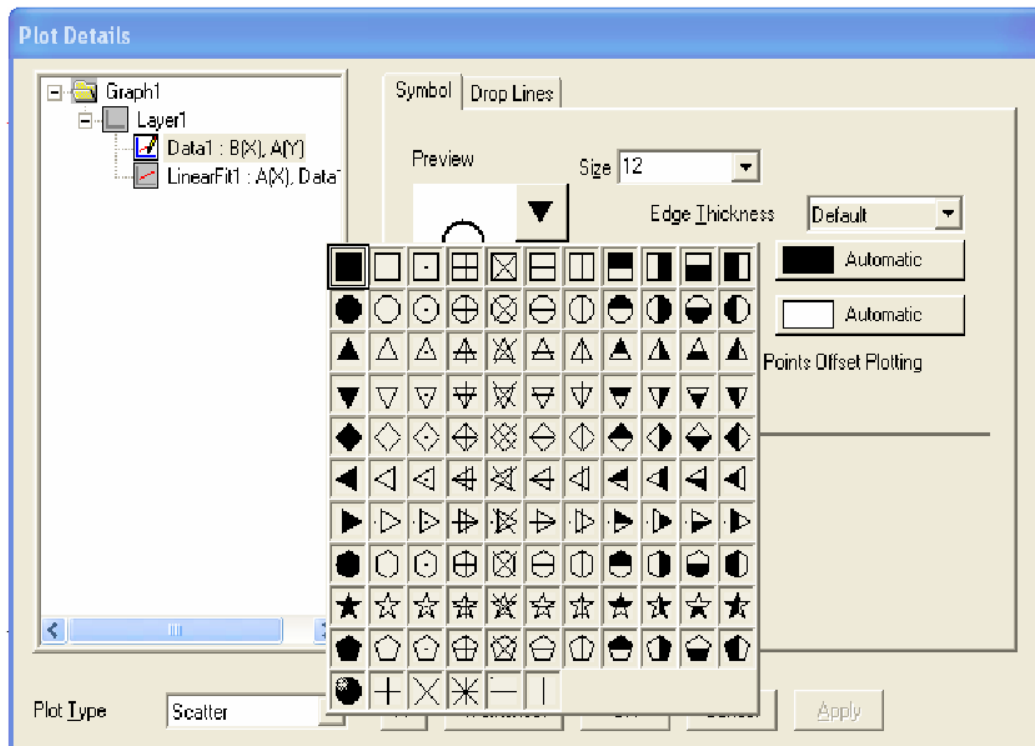 Plot Details
Graph1
Layer1
Data1 : B(X), A(Y)
LinearFit1 : A(X), Data1
Symbol
Drop Lines
Preview
Size 12
Edge Thickness Default
Automatic
Automatic
Points Offset Plotting
Plot Type Scatter
Apply